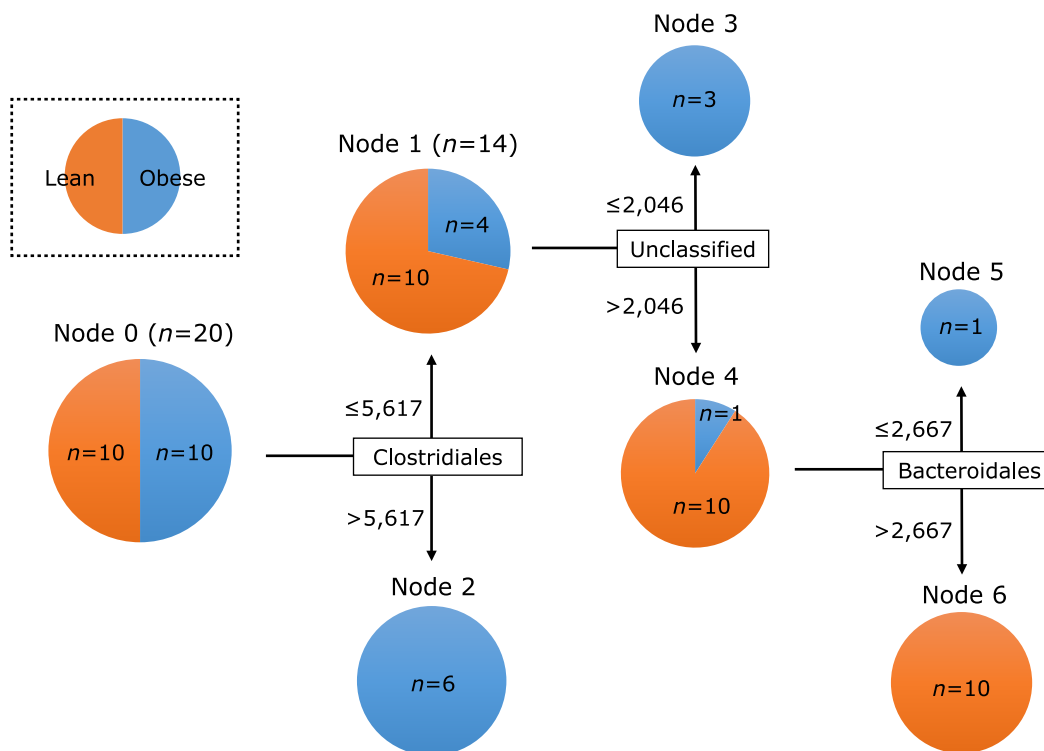 Lean Obese
Node 0 (n=20)
n=10 n=10
Clostridiales
≤5,617
>5,617
Node 1 (n=14)
n=4
n=10
Node 2
n=6
Unclassified
≤2,046
>2,046
Node 3
n=3
Node 4
n=1
n=10
Bacteroidales
≤2,667
>2,667
Node 5
n=1
Node 6
n=10